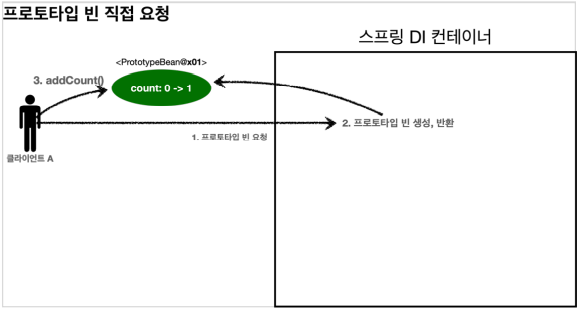 프로토타입 빈 직접 요청
스프링 DI 컨테이너
<PrototypeBean@x01>
3. addCount()
count: 0 -> 1
2. 프로토타입 빈 생성, 반환
1. 프로토타입 빈 요청
클라이언트 A